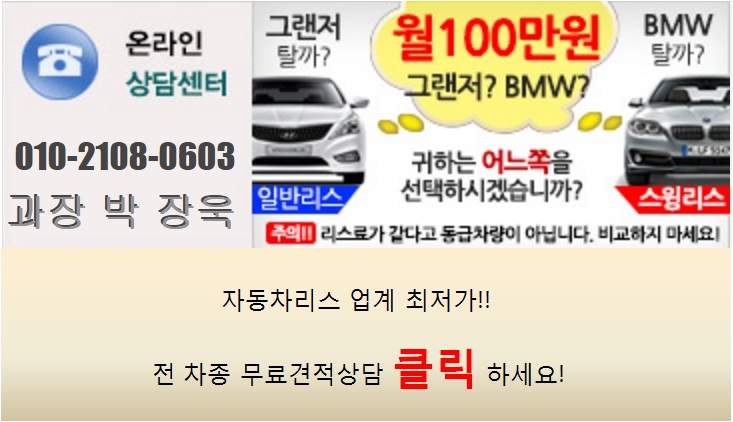 온라인
상담센터
010-2108-0603
과장 박 장욱
그랜저
탈까?
월100만원
그랜저? BMW?
BMW
탈까?
귀하는 어느쪽을
선택하시겠습니까?
일반리스
스윙리스
주의!! 리스료가 같다고 동급차량이 아닙니다. 비교하지 마세요!
자동차리스 업계 최저가!!
전 차종 무료견적상담 클릭 하세요!